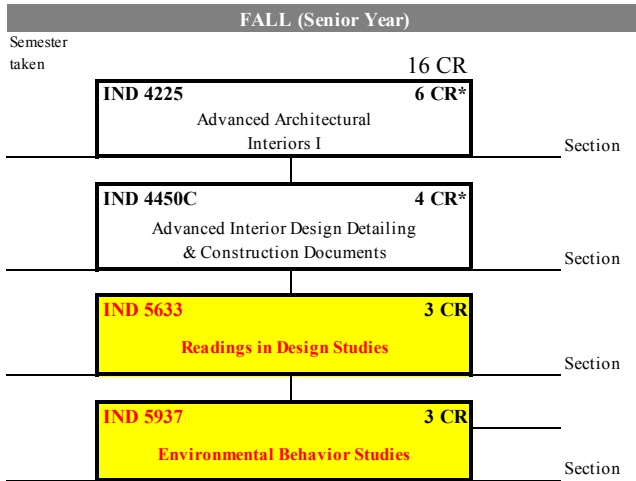 FALL (Senior Year)
Semester
taken
16 CR
IND 4225 6 CR*
Advanced Architectural
Interiors I
Section
IND 4450C 4 CR*
Advanced Interior Design Detailing
& Construction Documents
Section
IND 5633 3 CR
Readings in Design Studies
Section
IND 5937 3 CR
Environmental Behavior Studies
Section